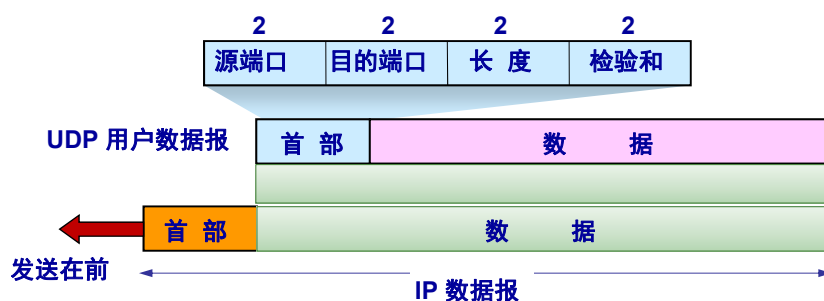 2 2 2 2
源端口 目的端口 长 度 检验和
UDP 用户数据报 首 部 数 据
首 部 数 据
发送在前
IP 数据报